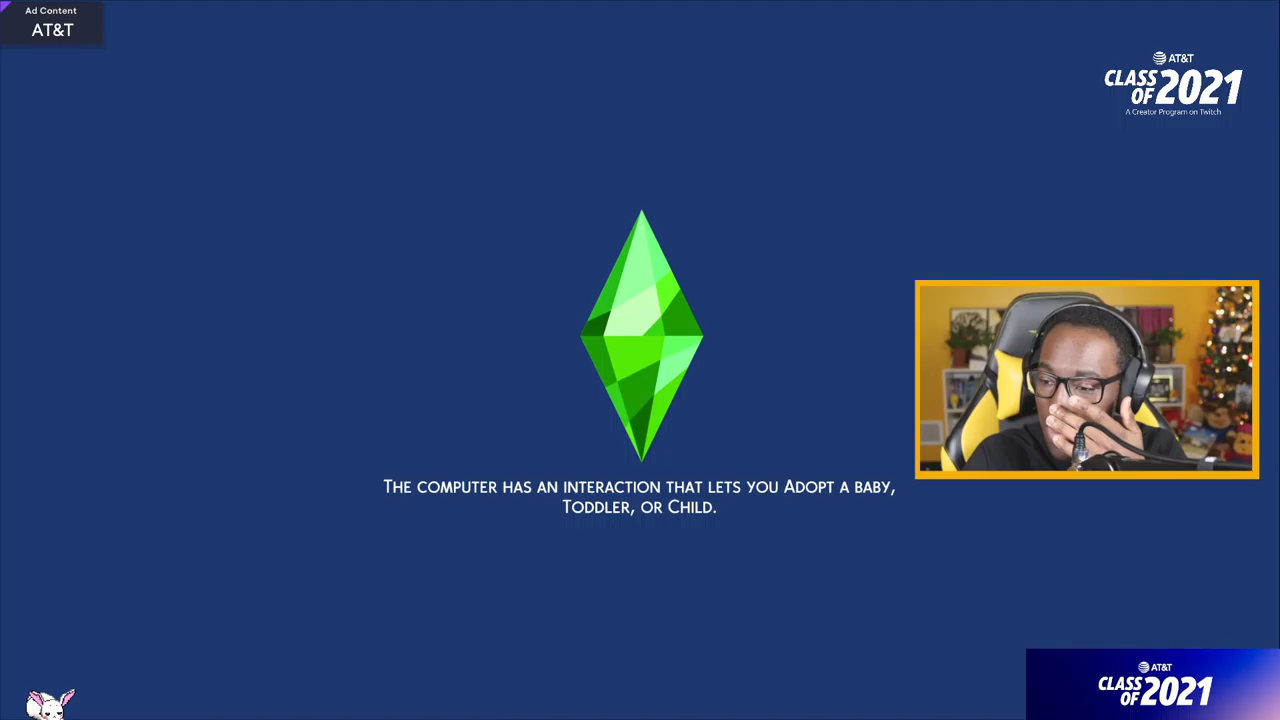 Ad Content
AT&T
AT&T
CLASS
OF 2021
A Creator Program on Twitch
THE COMPUTER HAS AN INTERACTION THAT LETS YOU ADOPT A BABY,
TODDLER, OR CHILD.
AT&T
CLASS
OF 2021